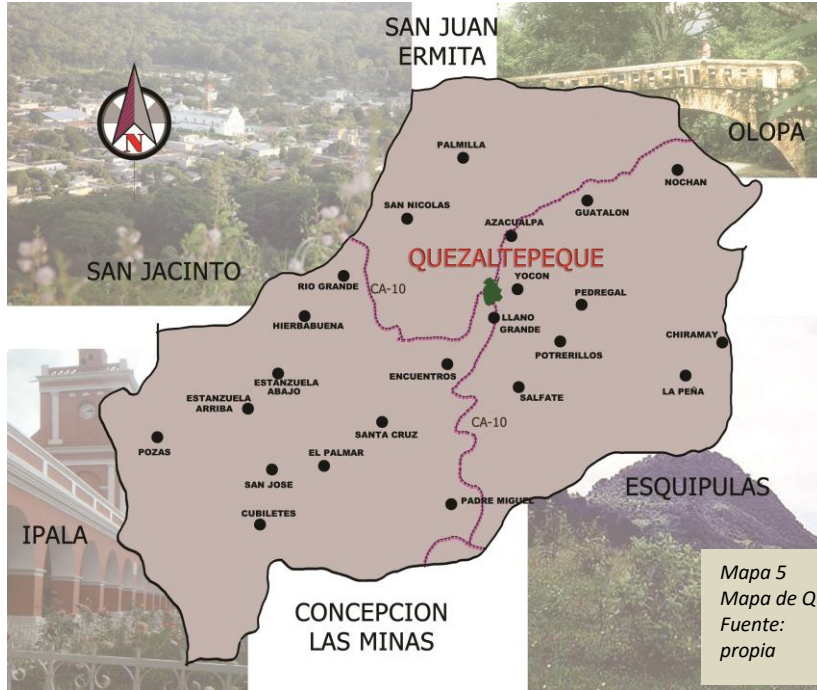 SAN JUAN
ERMITA
OLOPA
PALMILLA
NOCHAN
N
GUATALON
SAN NICOLAS
AZACUALPA
QUEZALTEPEQUE
SAN JACINTO
RIO GRANDE
CA-10
YOCON
PEDREGAL
HIERBABUENA
LLANO
GRANDE
CHIRAMAY
POTRERILLOS
ENCUENTROS
ESTANZUELA
ABAJO
LA PEÑA
SALFATE
ESTANZUELA
ARRIBA
CA-10
SANTA CRUZ
POZAS
EL PALMAR
SAN JOSE
ESQUIPULAS
PADRE MIGUEL
CUBILETES
IPALA
CONCEPCION
LAS MINAS
Mapa 5
Mapa de Q
Fuente:
propia